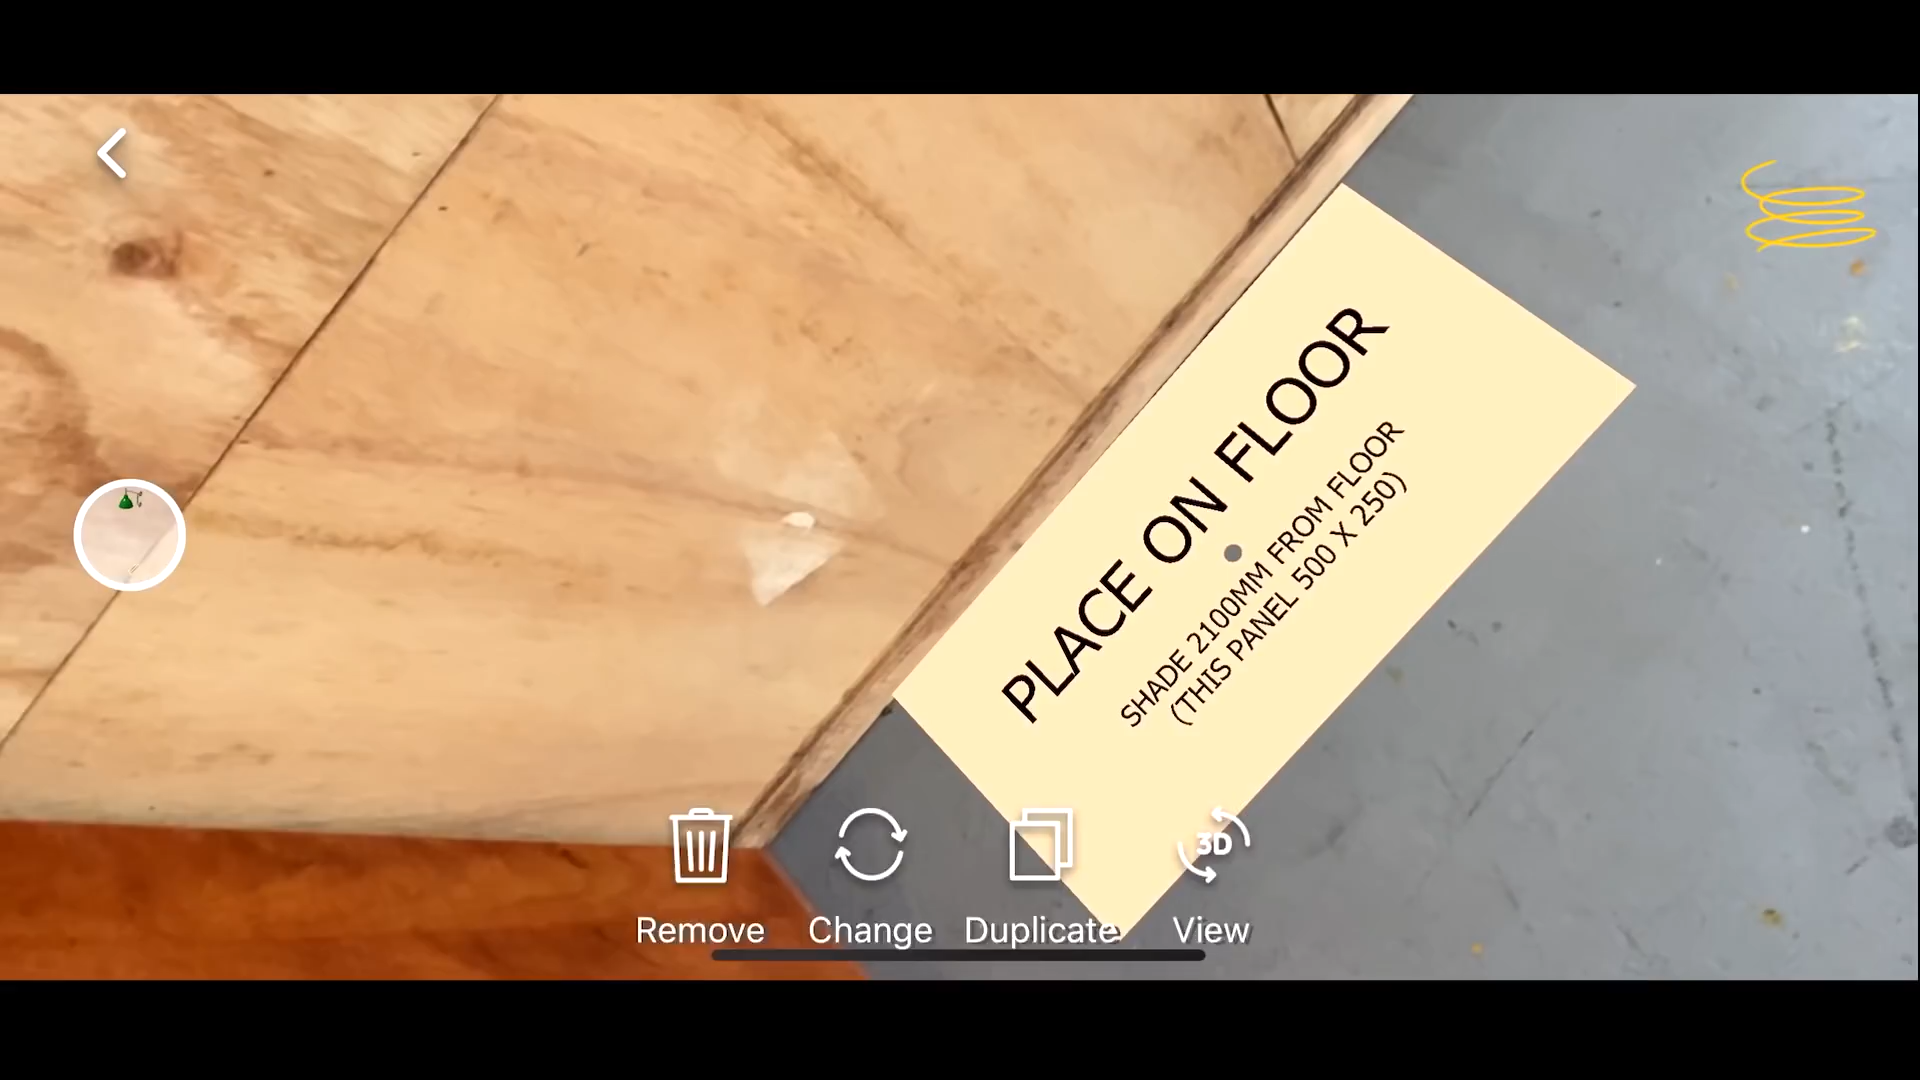 PLACE ON FLOOR
SHADE 2100MM FROM FLOOR
(THIS PANEL 500 X 250)
3D
Remove
Change
Duplicate
View